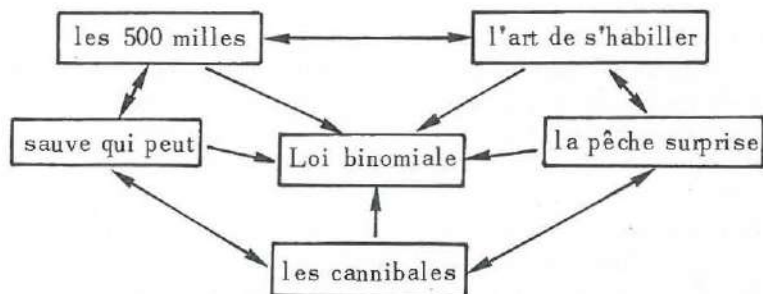 les 500 milles
l'art de s'habiller
sauve qui peut
Loi binomiale
la pêche surprise
les cannibales